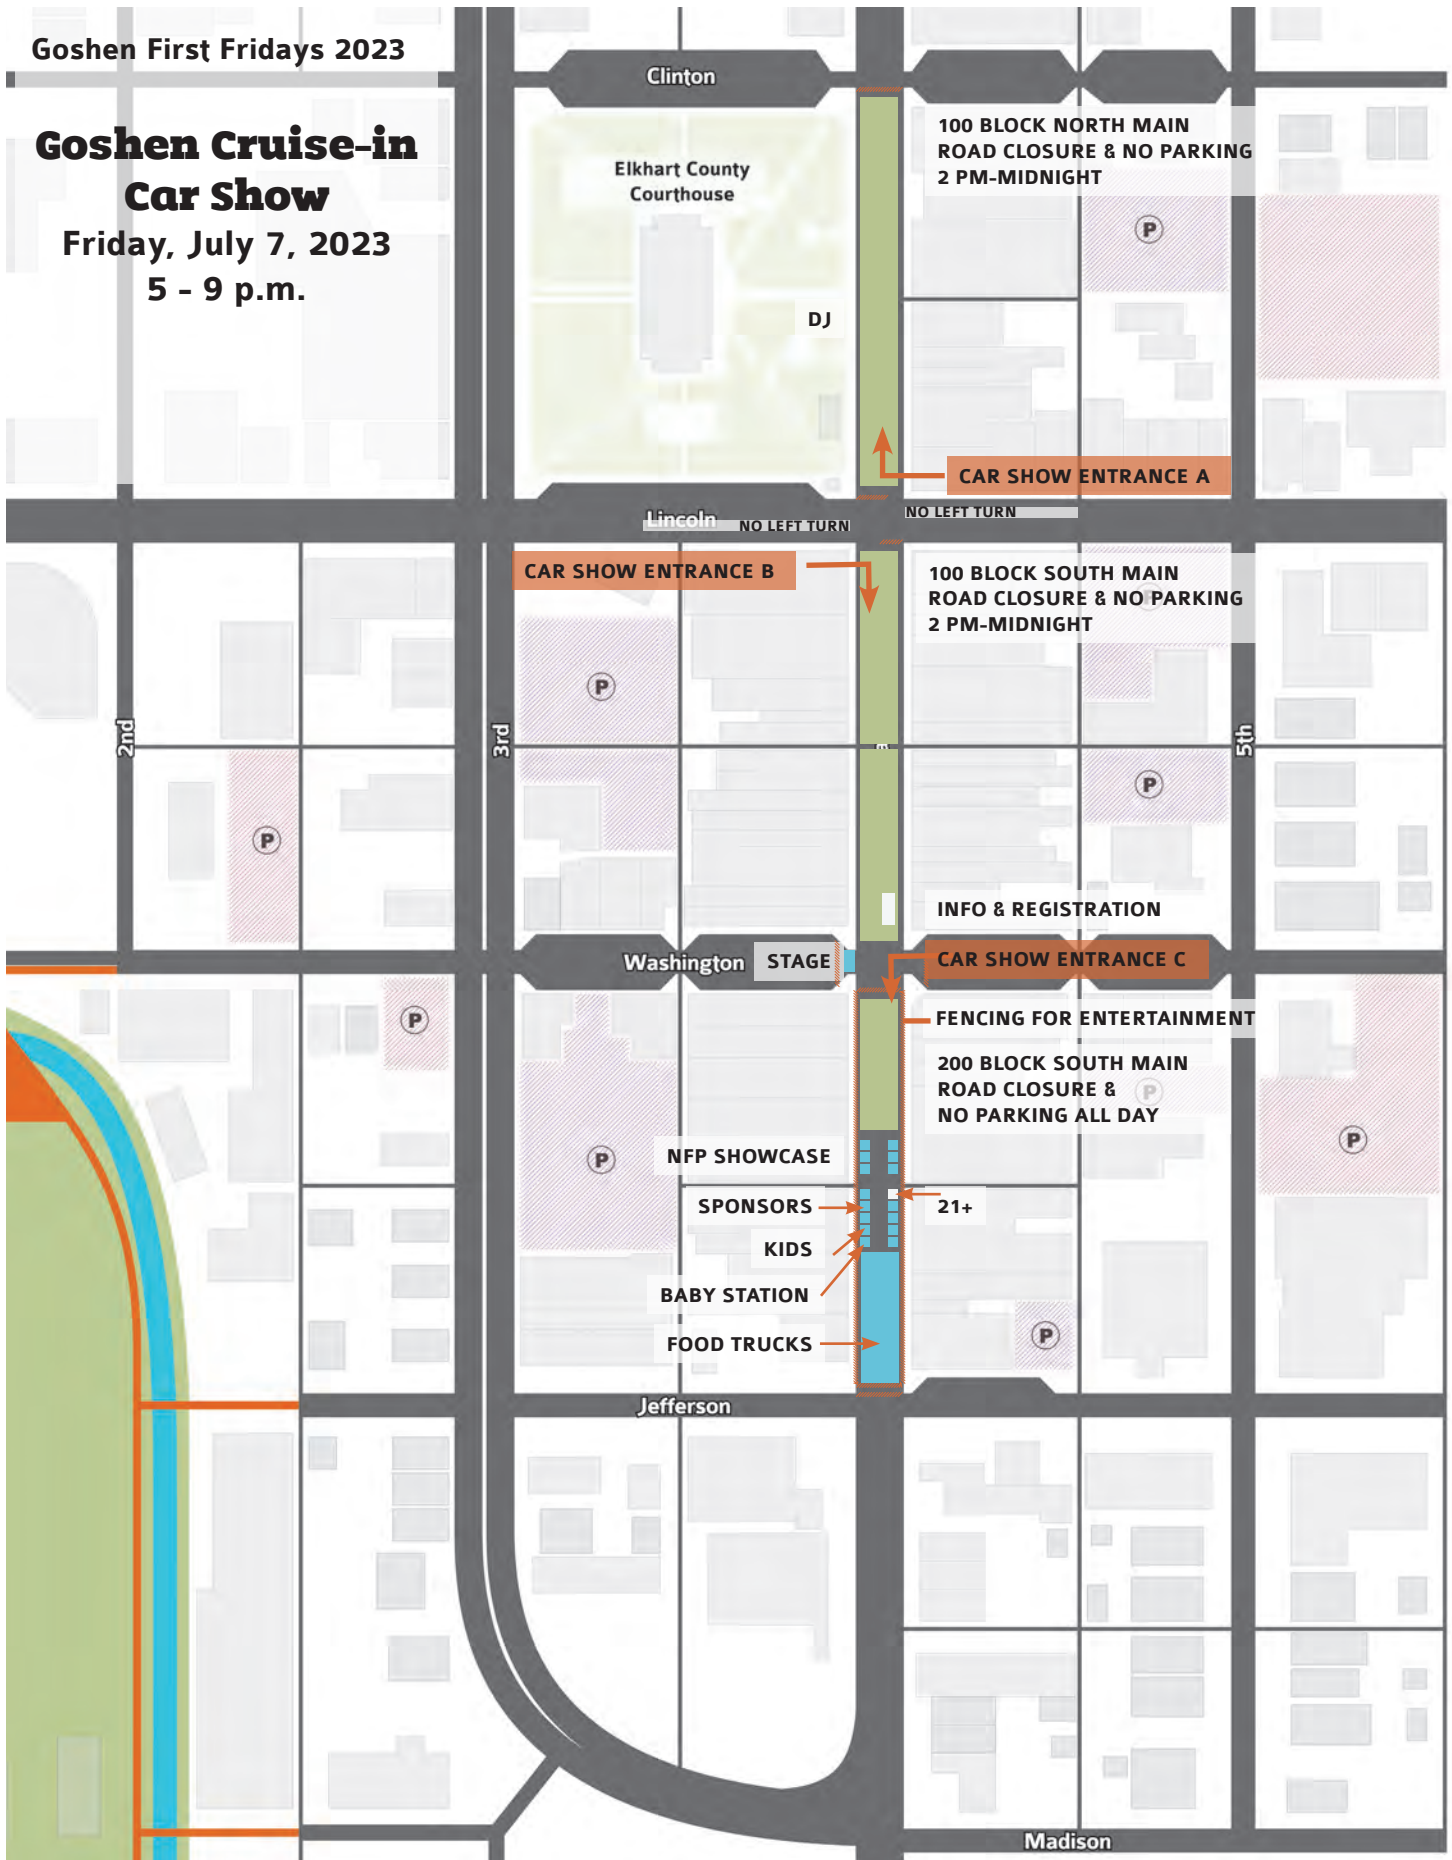 Goshen First Fridays 2023
Goshen Cruise-in
Car Show
Friday, July 7, 2023
5 – 9 p.m.
Clinton
Elkhart County
Courthouse
100 BLOCK NORTH MAIN
ROAD CLOSURE & NO PARKING
2 PM-MIDNIGHT
P
DJ
CAR SHOW ENTRANCE A
Lincoln
NO LEFT TURN
NO LEFT TURN
CAR SHOW ENTRANCE B
100 BLOCK SOUTH MAIN
ROAD CLOSURE & NO PARKING
2 PM-MIDNIGHT
P
P
2nd
3rd
5th
P
P
INFO & REGISTRATION
Washington
STAGE
CAR SHOW ENTRANCE C
P
FENCING FOR ENTERTAINMENT
200 BLOCK SOUTH MAIN
ROAD CLOSURE &
NO PARKING ALL DAY
P
P
P
NFP SHOWCASE
SPONSORS
21+
KIDS
BABY STATION
P
FOOD TRUCKS
Jefferson
Madison